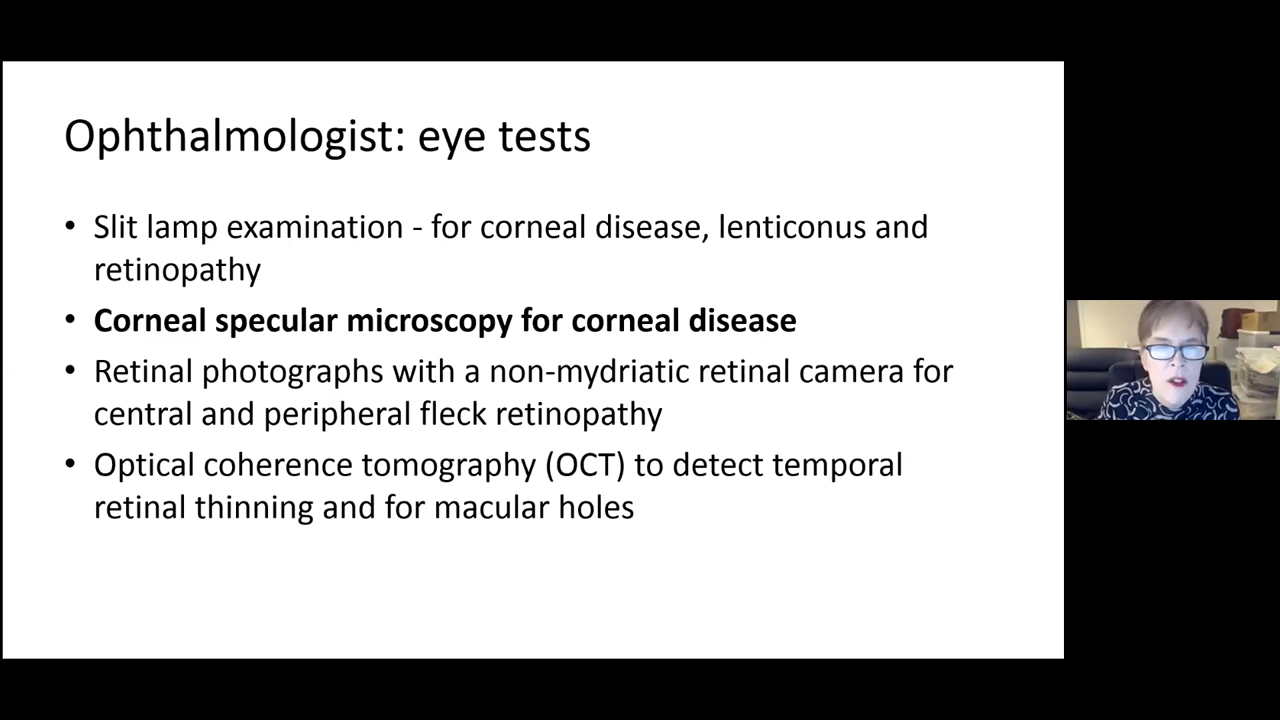 Ophthalmologist: eye tests
• Slit lamp examination - for corneal disease, lenticonus and
retinopathy
• Corneal specular microscopy for corneal disease
• Retinal photographs with a non-mydriatic retinal camera for
central and peripheral fleck retinopathy
• Optical coherence tomography (OCT) to detect temporal
retinal thinning and for macular holes